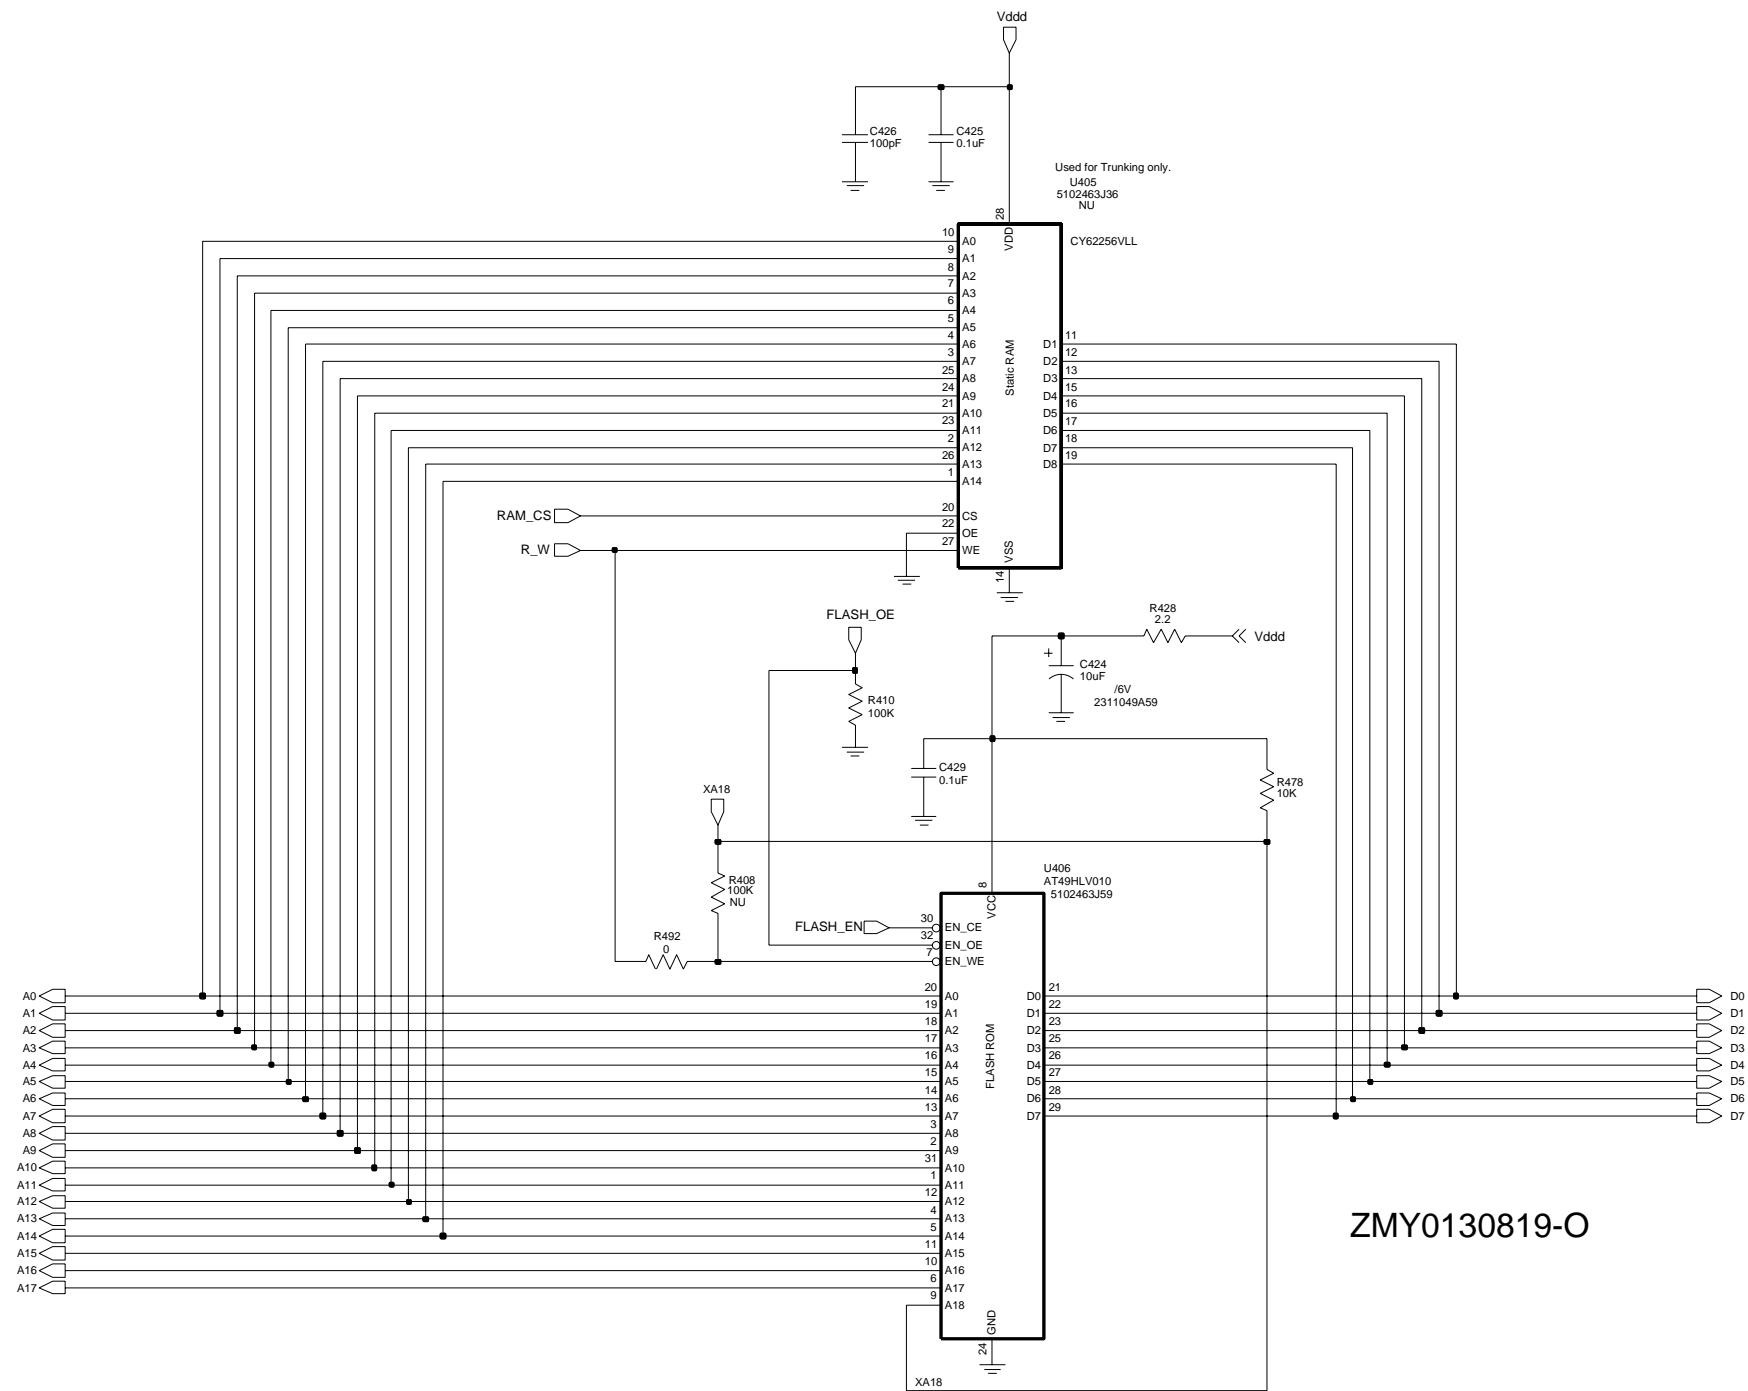 Vddd
C426
100pF
C425
0.1uF
Used for Trunking only.
U405
5102463J36
NU
CY62256VLL
28
VDD
Static RAM
VSS
14
10 A0
9 A1
8 A2
7 A3
6 A4
5 A5
4 A6
3 A7
25 A8
24 A9
21 A10
23 A11
2 A12
26 A13
1 A14
20 CS
22 OE
27 WE
D1 11
D2 12
D3 13
D4 15
D5 16
D6 17
D7 18
D8 19
RAM_CS
R_W
FLASH_OE
R410
100K
R428
2.2
Vddd
+
C424
10uF
/6V
2311049A59
C429
0.1uF
R478
10K
XA18
R408
100K
NU
R492
0
U406
AT49HLV010
5102463J59
8
VCC
FLASH_EN
30 EN_CE
32 EN_OE
7 EN_WE
FLASH ROM
A0 20 A0
A1 19 A1
A2 18 A2
A3 17 A3
A4 16 A4
A5 15 A5
A6 14 A6
A7 13 A7
A8 3 A8
A9 2 A9
A10 31 A10
A11 1 A11
A12 12 A12
A13 4 A13
A14 5 A14
A15 11 A15
A16 10 A16
A17 6 A17
9 A18
D0 21 D0
D1 22 D1
D2 23 D2
D3 25 D3
D4 26 D4
D5 27 D5
D6 28 D6
D7 29 D7
GND
24
XA18
ZMY0130819-O